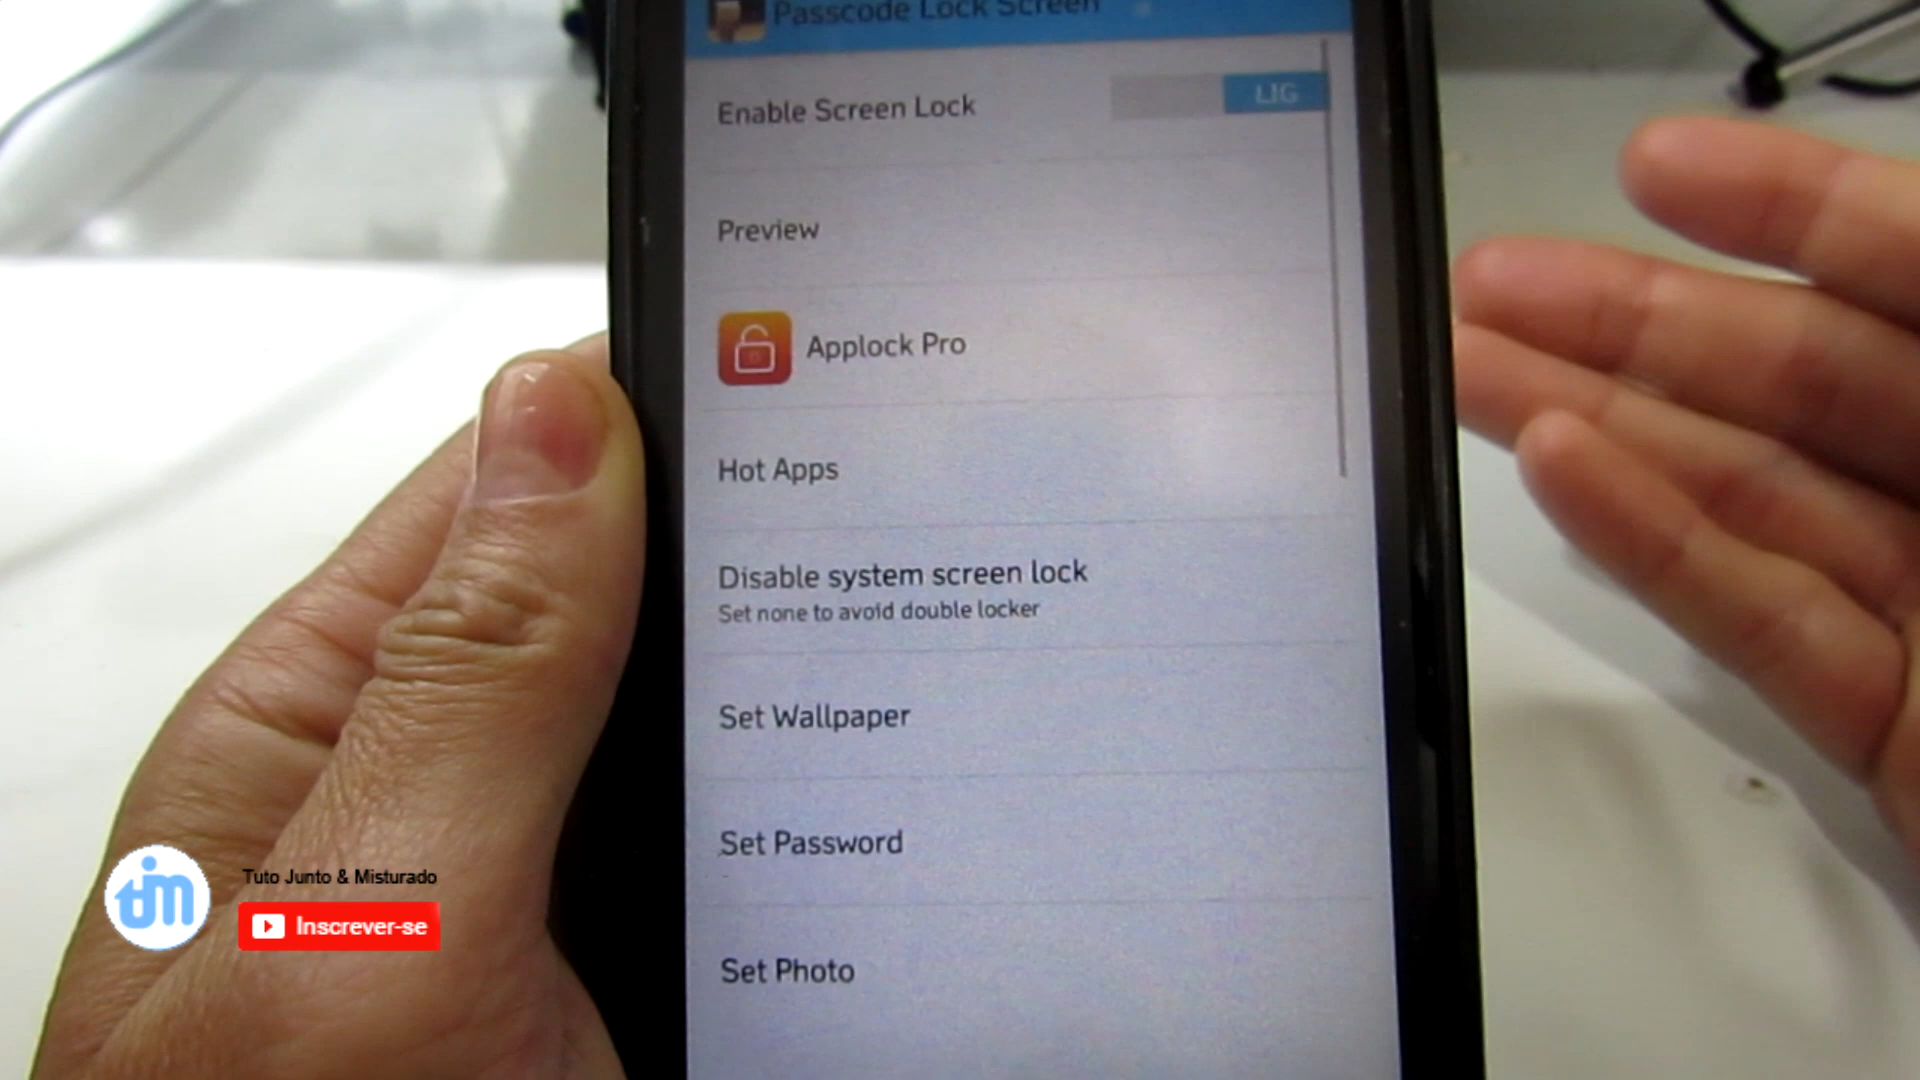 Passcode Lock Screen
Enable Screen Lock
LIG
Preview
Applock Pro
Hot Apps
Disable system screen lock
Set none to avoid double locker
Set Wallpaper
Set Password
Set Photo
tjm
Tuto Junto & Misturado
Inscrever-se